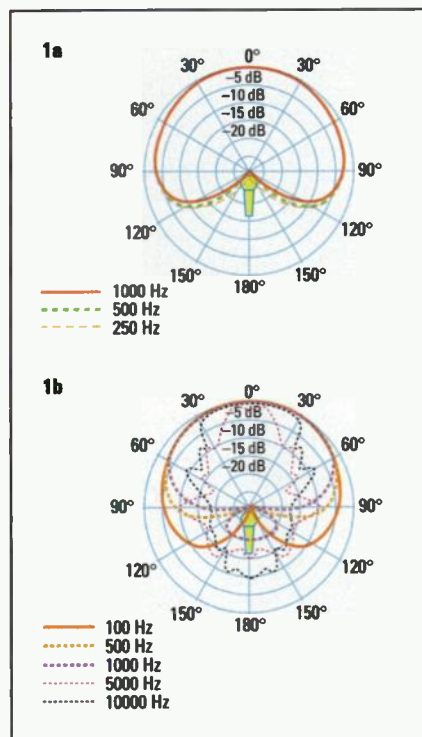 1a
0°
30° 30°
60° 60°
90° 90°
120° 120°
150° 150°
180°
–5 dB
–10 dB
–15 dB
–20 dB
1000 Hz
500 Hz
250 Hz
1b
0°
30° 30°
60° 60°
90° 90°
120° 120°
150° 150°
180°
–5 dB
–10 dB
–15 dB
–20 dB
100 Hz
500 Hz
1000 Hz
5000 Hz
10000 Hz